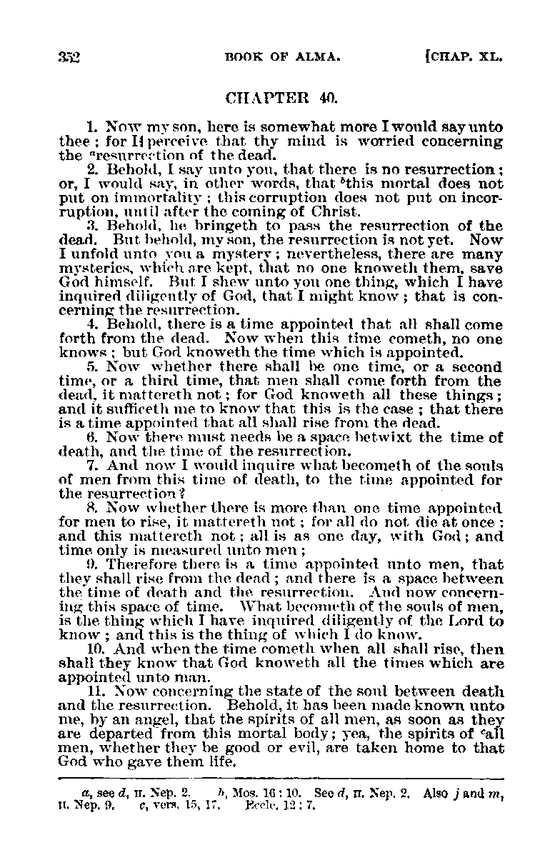 352 BOOK OF ALMA. [CHAP. XL.
CHAPTER 40.
1. Now my son, here is somewhat more I would say unto
thee ; for I perceive that thy mind is worried concerning
the ᵃresurrection of the dead.
2. Behold, I say unto you, that there is no resurrection ;
or, I would say, in other words, that ᵇthis mortal does not
put on immortality ; this corruption does not put on incor-
ruption, until after the coming of Christ.
3. Behold, he bringeth to pass the resurrection of the
dead. But behold, my son, the resurrection is not yet. Now
I unfold unto you a mystery ; nevertheless, there are many
mysteries, which are kept, that no one knoweth them, save
God himself. But I shew unto you one thing, which I have
inquired diligently of God, that I might know ; that is con-
cerning the resurrection.
4. Behold, there is a time appointed that all shall come
forth from the dead. Now when this time cometh, no one
knows ; but God knoweth the time which is appointed.
5. Now whether there shall be one time, or a second
time, or a third time, that men shall come forth from the
dead, it mattereth not ; for God knoweth all these things ;
and it sufficeth me to know that this is the case ; that there
is a time appointed that all shall rise from the dead.
6. Now there must needs be a space betwixt the time of
death, and the time of the resurrection.
7. And now I would inquire what becometh of the souls
of men from this time of death, to the time appointed for
the resurrection ?
8. Now whether there is more than one time appointed
for men to rise, it mattereth not ; for all do not die at once ;
and this mattereth not ; all is as one day, with God ; and
time only is measured unto men ;
9. Therefore there is a time appointed unto men, that
they shall rise from the dead ; and there is a space between
the time of death and the resurrection. And now concern-
ing this space of time. What becometh of the souls of men,
is the thing which I have inquired diligently of the Lord to
know ; and this is the thing of which I do know.
10. And when the time cometh when all shall rise, then
shall they know that God knoweth all the times which are
appointed unto man.
11. Now concerning the state of the soul between death
and the resurrection. Behold, it has been made known unto
me, by an angel, that the spirits of all men, as soon as they
are departed from this mortal body ; yea, the spirits of ᶜall
men, whether they be good or evil, are taken home to that
God who gave them life.
a, see d, II. Nep. 2. b, Mos. 16 : 10. See d, II. Nep. 2. Also j and m,
II. Nep. 9. c, vers. 15, 17. Eccle. 12 : 7.